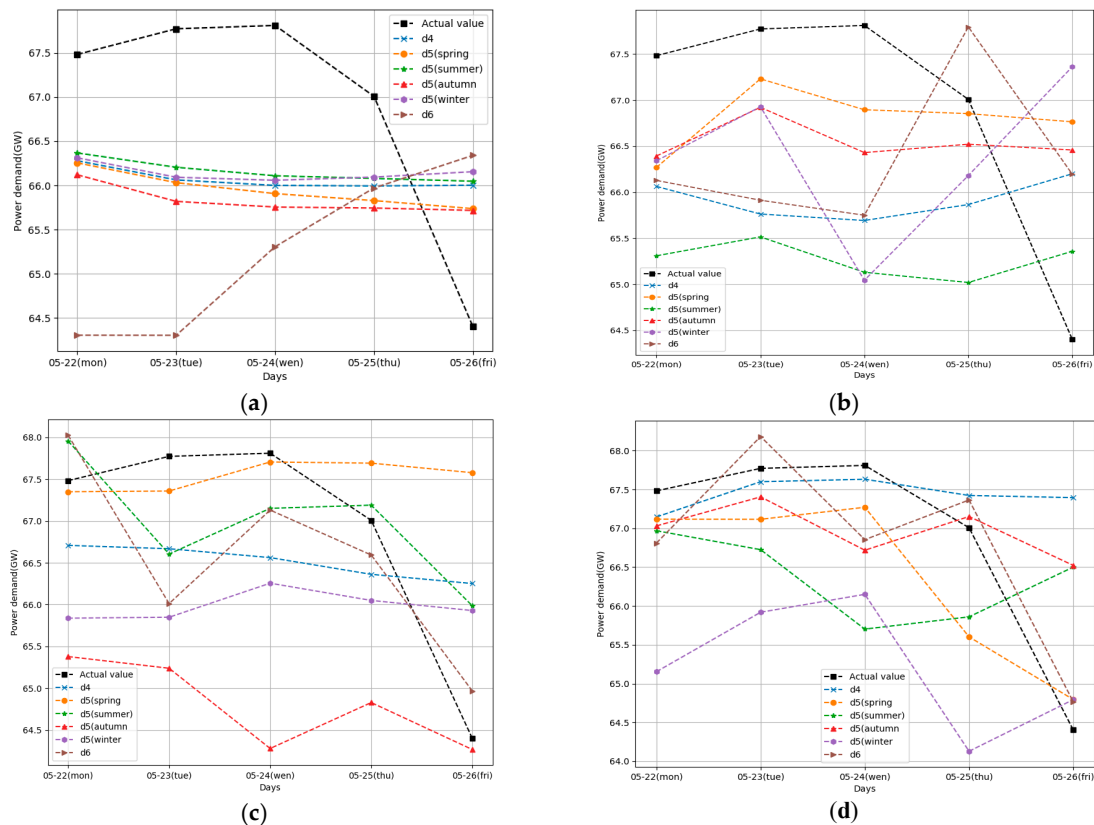 67.5
67.0
66.5
66.0
65.5
65.0
64.5
Power demand(GW)
Actual value
d4
d5(spring
d5(summer)
d5(autumn
d5(winter
d6
05-22(mon)
05-23(tue)
05-24(wen)
05-25(thu)
05-26(fri)
Days
(a)
67.5
67.0
66.5
66.0
65.5
65.0
64.5
Power demand(GW)
Actual value
d4
d5(spring
d5(summer)
d5(autumn
d5(winter
d6
05-22(mon)
05-23(tue)
05-24(wen)
05-25(thu)
05-26(fri)
Days
(b)
68.0
67.5
67.0
66.5
66.0
65.5
65.0
64.5
Power demand(GW)
Actual value
d4
d5(spring
d5(summer)
d5(autumn
d5(winter
d6
05-22(mon)
05-23(tue)
05-24(wen)
05-25(thu)
05-26(fri)
Days
(c)
68.0
67.5
67.0
66.5
66.0
65.5
65.0
64.5
64.0
Power demand(GW)
Actual value
d4
d5(spring
d5(summer)
d5(autumn
d5(winter
d6
05-22(mon)
05-23(tue)
05-24(wen)
05-25(thu)
05-26(fri)
Days
(d)